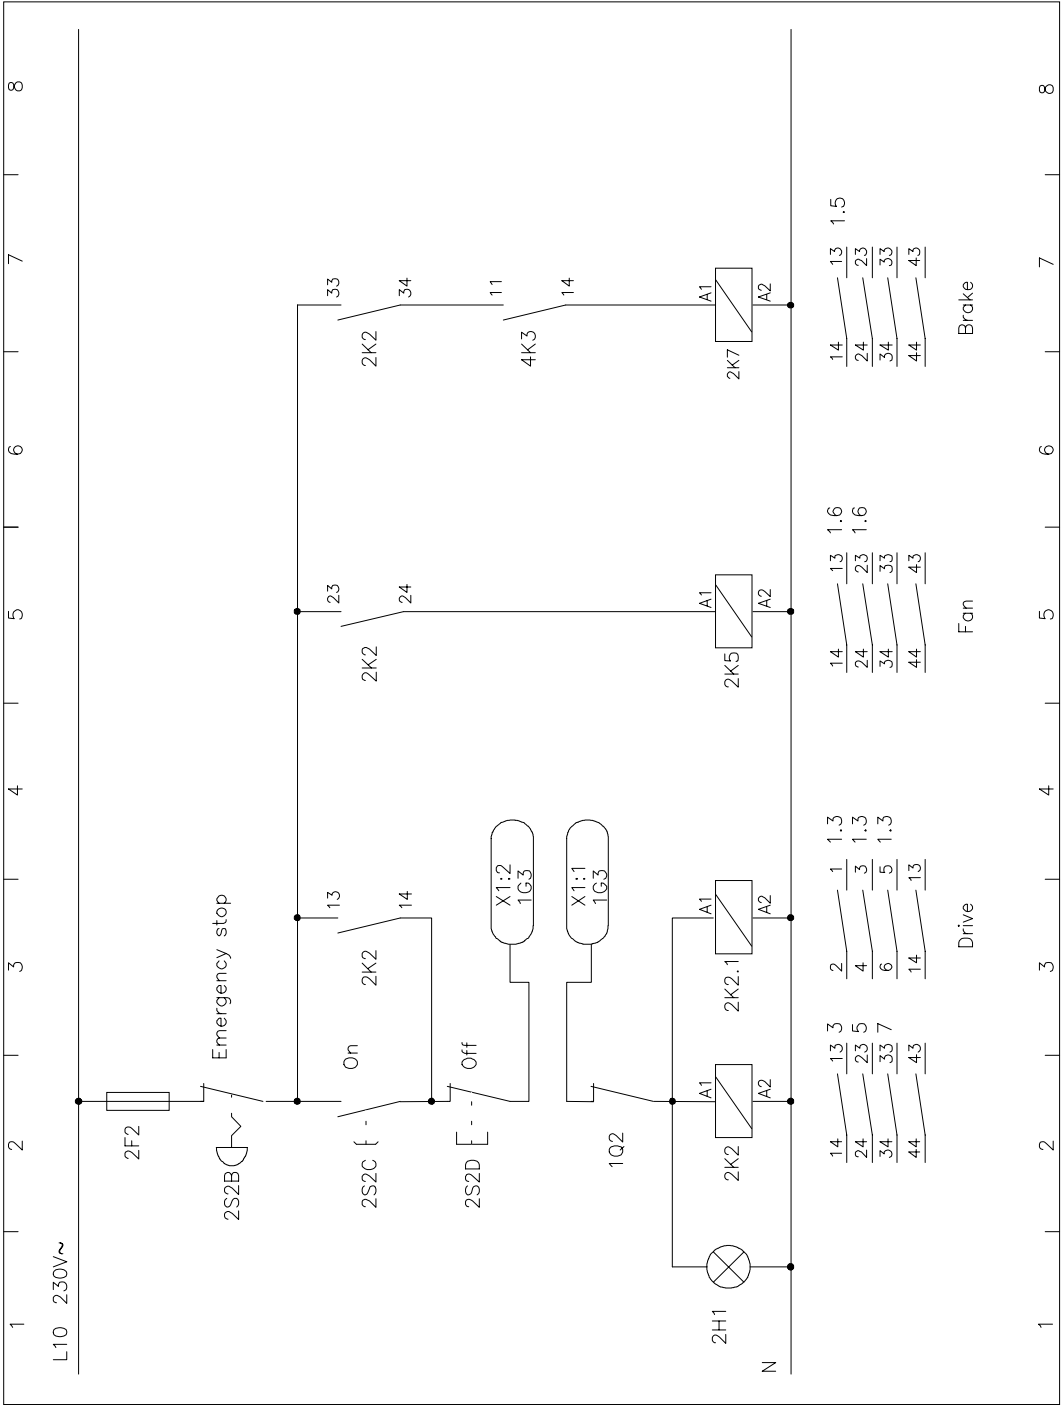 1 2 3 4 5 6 7 8
L10 230V~
2F2
Emergency stop
2S2B
13
33
23
On
2S2C
2K2
14
2K2
24
2K2
34
Off
2S2D
X1:2
1G3
11
4K3
14
X1:1
1G3
1Q2
2H1
A1
2K2
A2
A1
2K2.1
A2
A1
2K5
A2
A1
2K7
A2
N
14 13 3
24 23 5
34 33 7
44 43
2 1 1.3
4 3 1.3
6 5 1.3
14 13
14 13 1.6
24 23 1.6
34 33
44 43
14 13 1.5
24 23
34 33
44 43
Drive
Fan
Brake
1 2 3 4 5 6 7 8